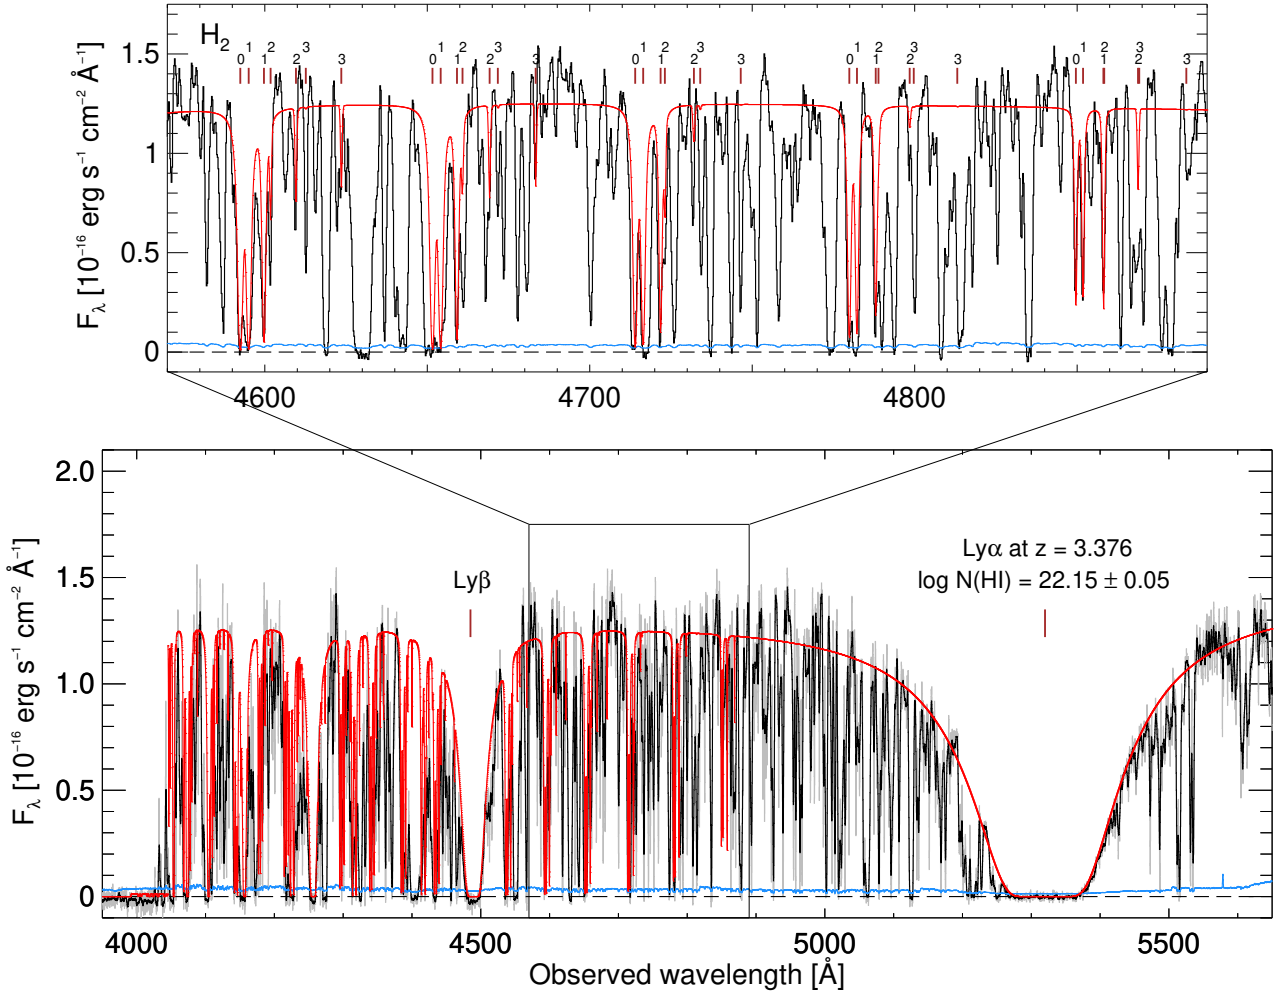 H₂
0 1 1 2 2 3 3 0 1 1 2 2 3 3 0 1 1 2 2 3 3 0 1 1 2 2 3 3 0 1 1 2 2 3 3
F_λ [10⁻¹⁶ erg s⁻¹ cm⁻² Å⁻¹]
1.5
1
0.5
0
4600 4700 4800
F_λ [10⁻¹⁶ erg s⁻¹ cm⁻² Å⁻¹]
2.0
1.5
1.0
0.5
0
Lyβ
Lyα at z = 3.376
log N(HI) = 22.15 ± 0.05
4000 4500 5000 5500
Observed wavelength [Å]